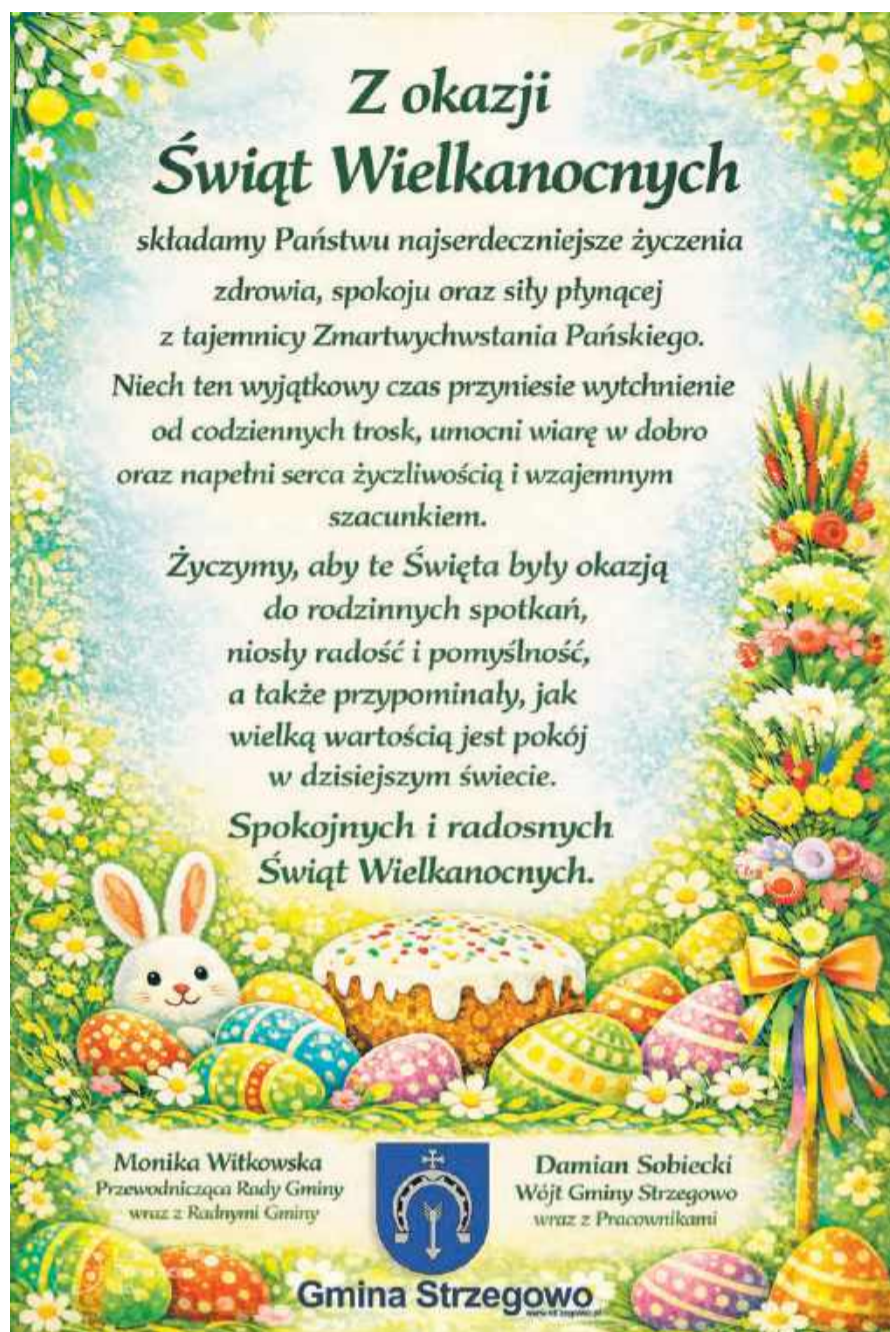 Z okazji
Świąt Wielkanocnych
składamy Państwu najserdeczniejsze życzenia
zdrowia, spokoju oraz siły płynącej
z tajemnicy Zmartwychwstania Pańskiego.
Niech ten wyjątkowy czas przyniesie wytchnienie
od codziennych trosk, umocni wiarę w dobro
oraz napełni serca życzliwością i wzajemnym
szacunkiem.
Życzymy, aby te Święta były okazją
do rodzinnych spotkań,
niosły radość i pomyślność,
a także przypominały, jak
wielką wartością jest pokój
w dzisiejszym świecie.
Spokojnych i radosnych
Świąt Wielkanocnych.
Monika Witkowska
Przewodnicząca Rady Gminy
wraz z Radnymi Gminy
Damian Sobiecki
Wójt Gminy Strzegowo
wraz z Pracownikami
Gmina Strzegowo